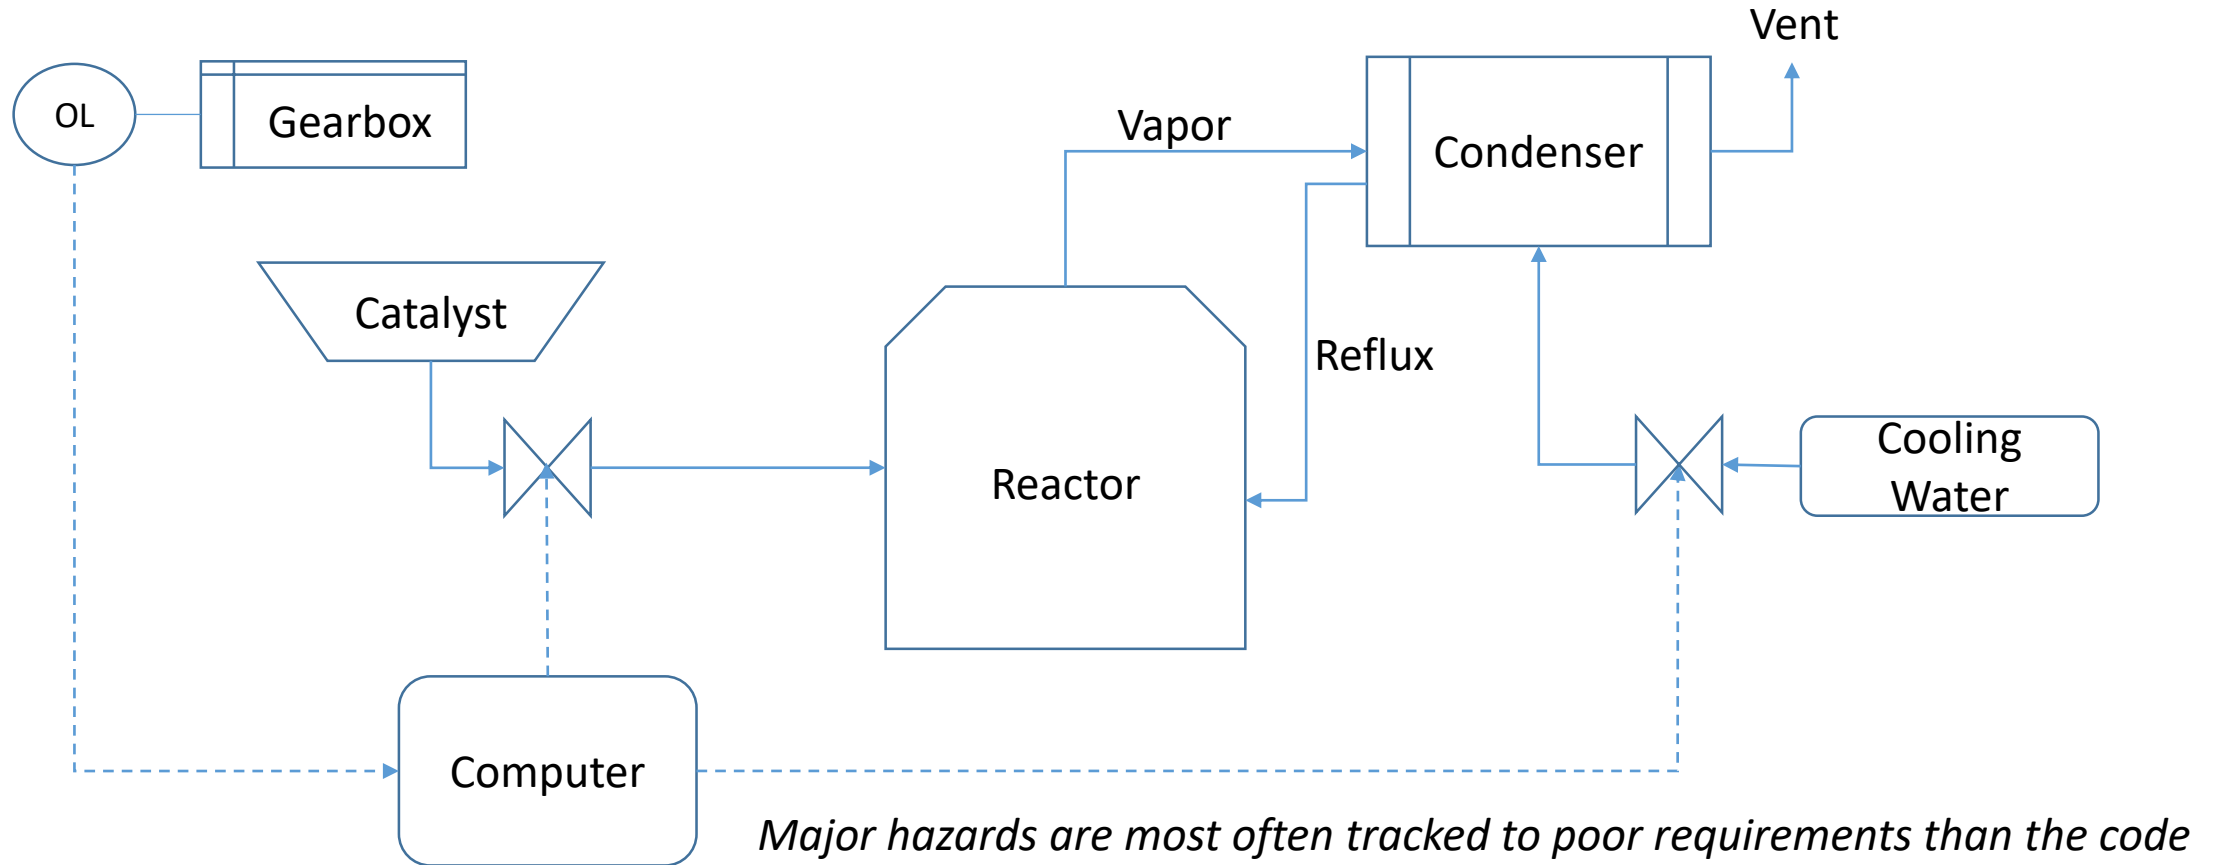 Vent
OL
Gearbox
Vapor
Condenser
Catalyst
Reflux
Reactor
Cooling
Water
Computer
Major hazards are most often tracked to poor requirements than the code